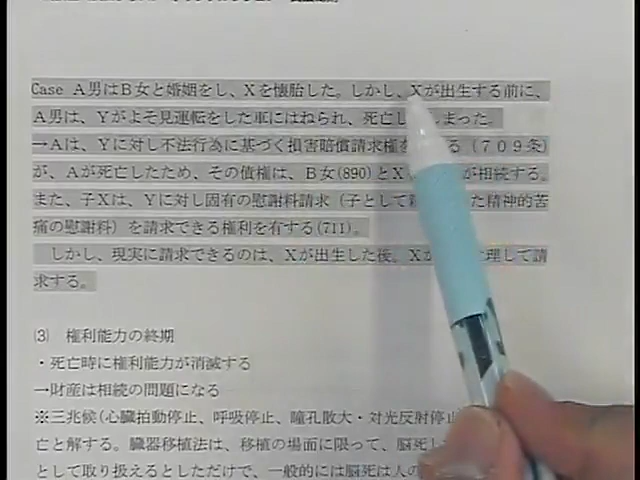 Case A男はB女と婚姻をし、Xを懐胎した。しかし、Xが出生する前に、
A男は、Yがよそ見運転をした車にはねられ、死亡し まった。
→Aは、Yに対し不法行為に基づく損害賠償請求権を る（709条）
が、Aが死亡したため、その債権は、B女(890)とX が相続する。
また、子Xは、Yに対し固有の慰謝料請求（子として た精神的苦
痛の慰謝料）を請求できる権利を有する(711)。
しかし、現実に請求できるのは、Xが出生した後。X 理して請
求する。
(3) 権利能力の終期
・死亡時に権利能力が消滅する
→財産は相続の問題になる
※三兆候（心臓拍動停止、呼吸停止、瞳孔散大・対光反射停止
亡と解する。臓器移植法は、移植の場面に限って、脳死
として取り扱えるとしただけで、一般的には脳死は人の